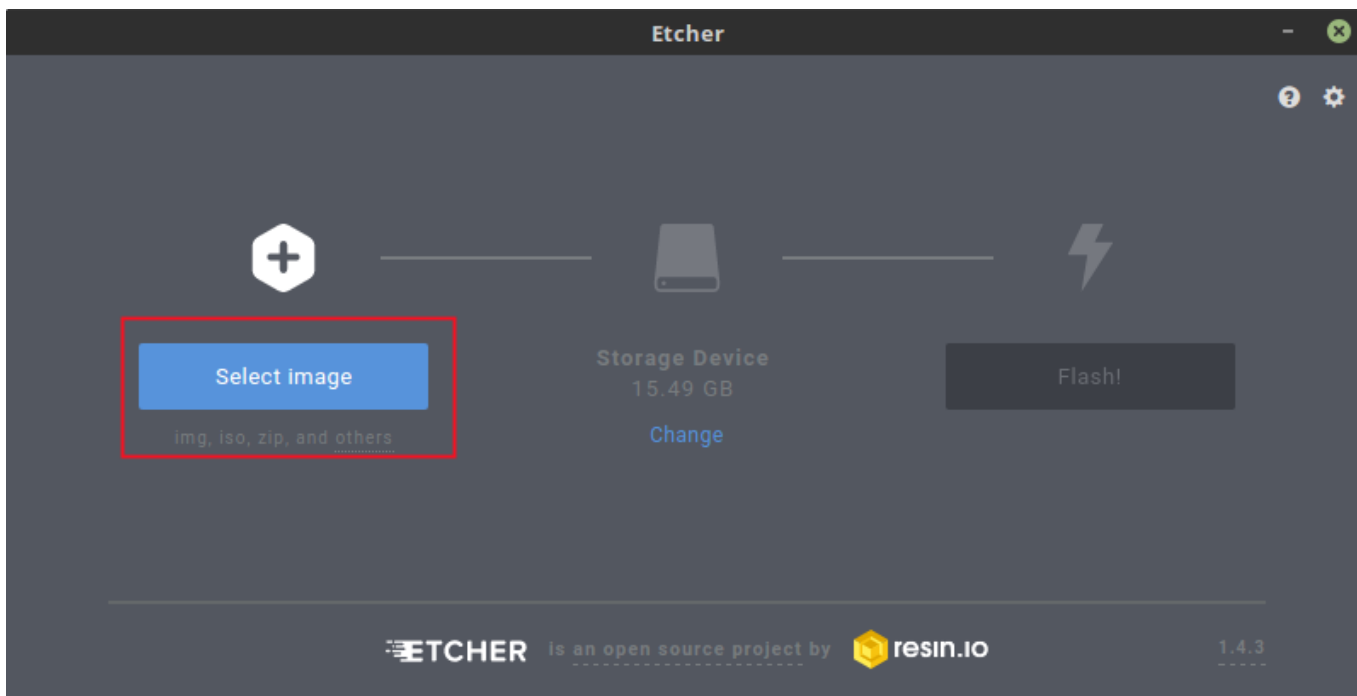 Etcher
Select image
img, iso, zip, and others
Storage Device
15.49 GB
Change
Flash!
ETCHER is an open source project by resin.io 1.4.3